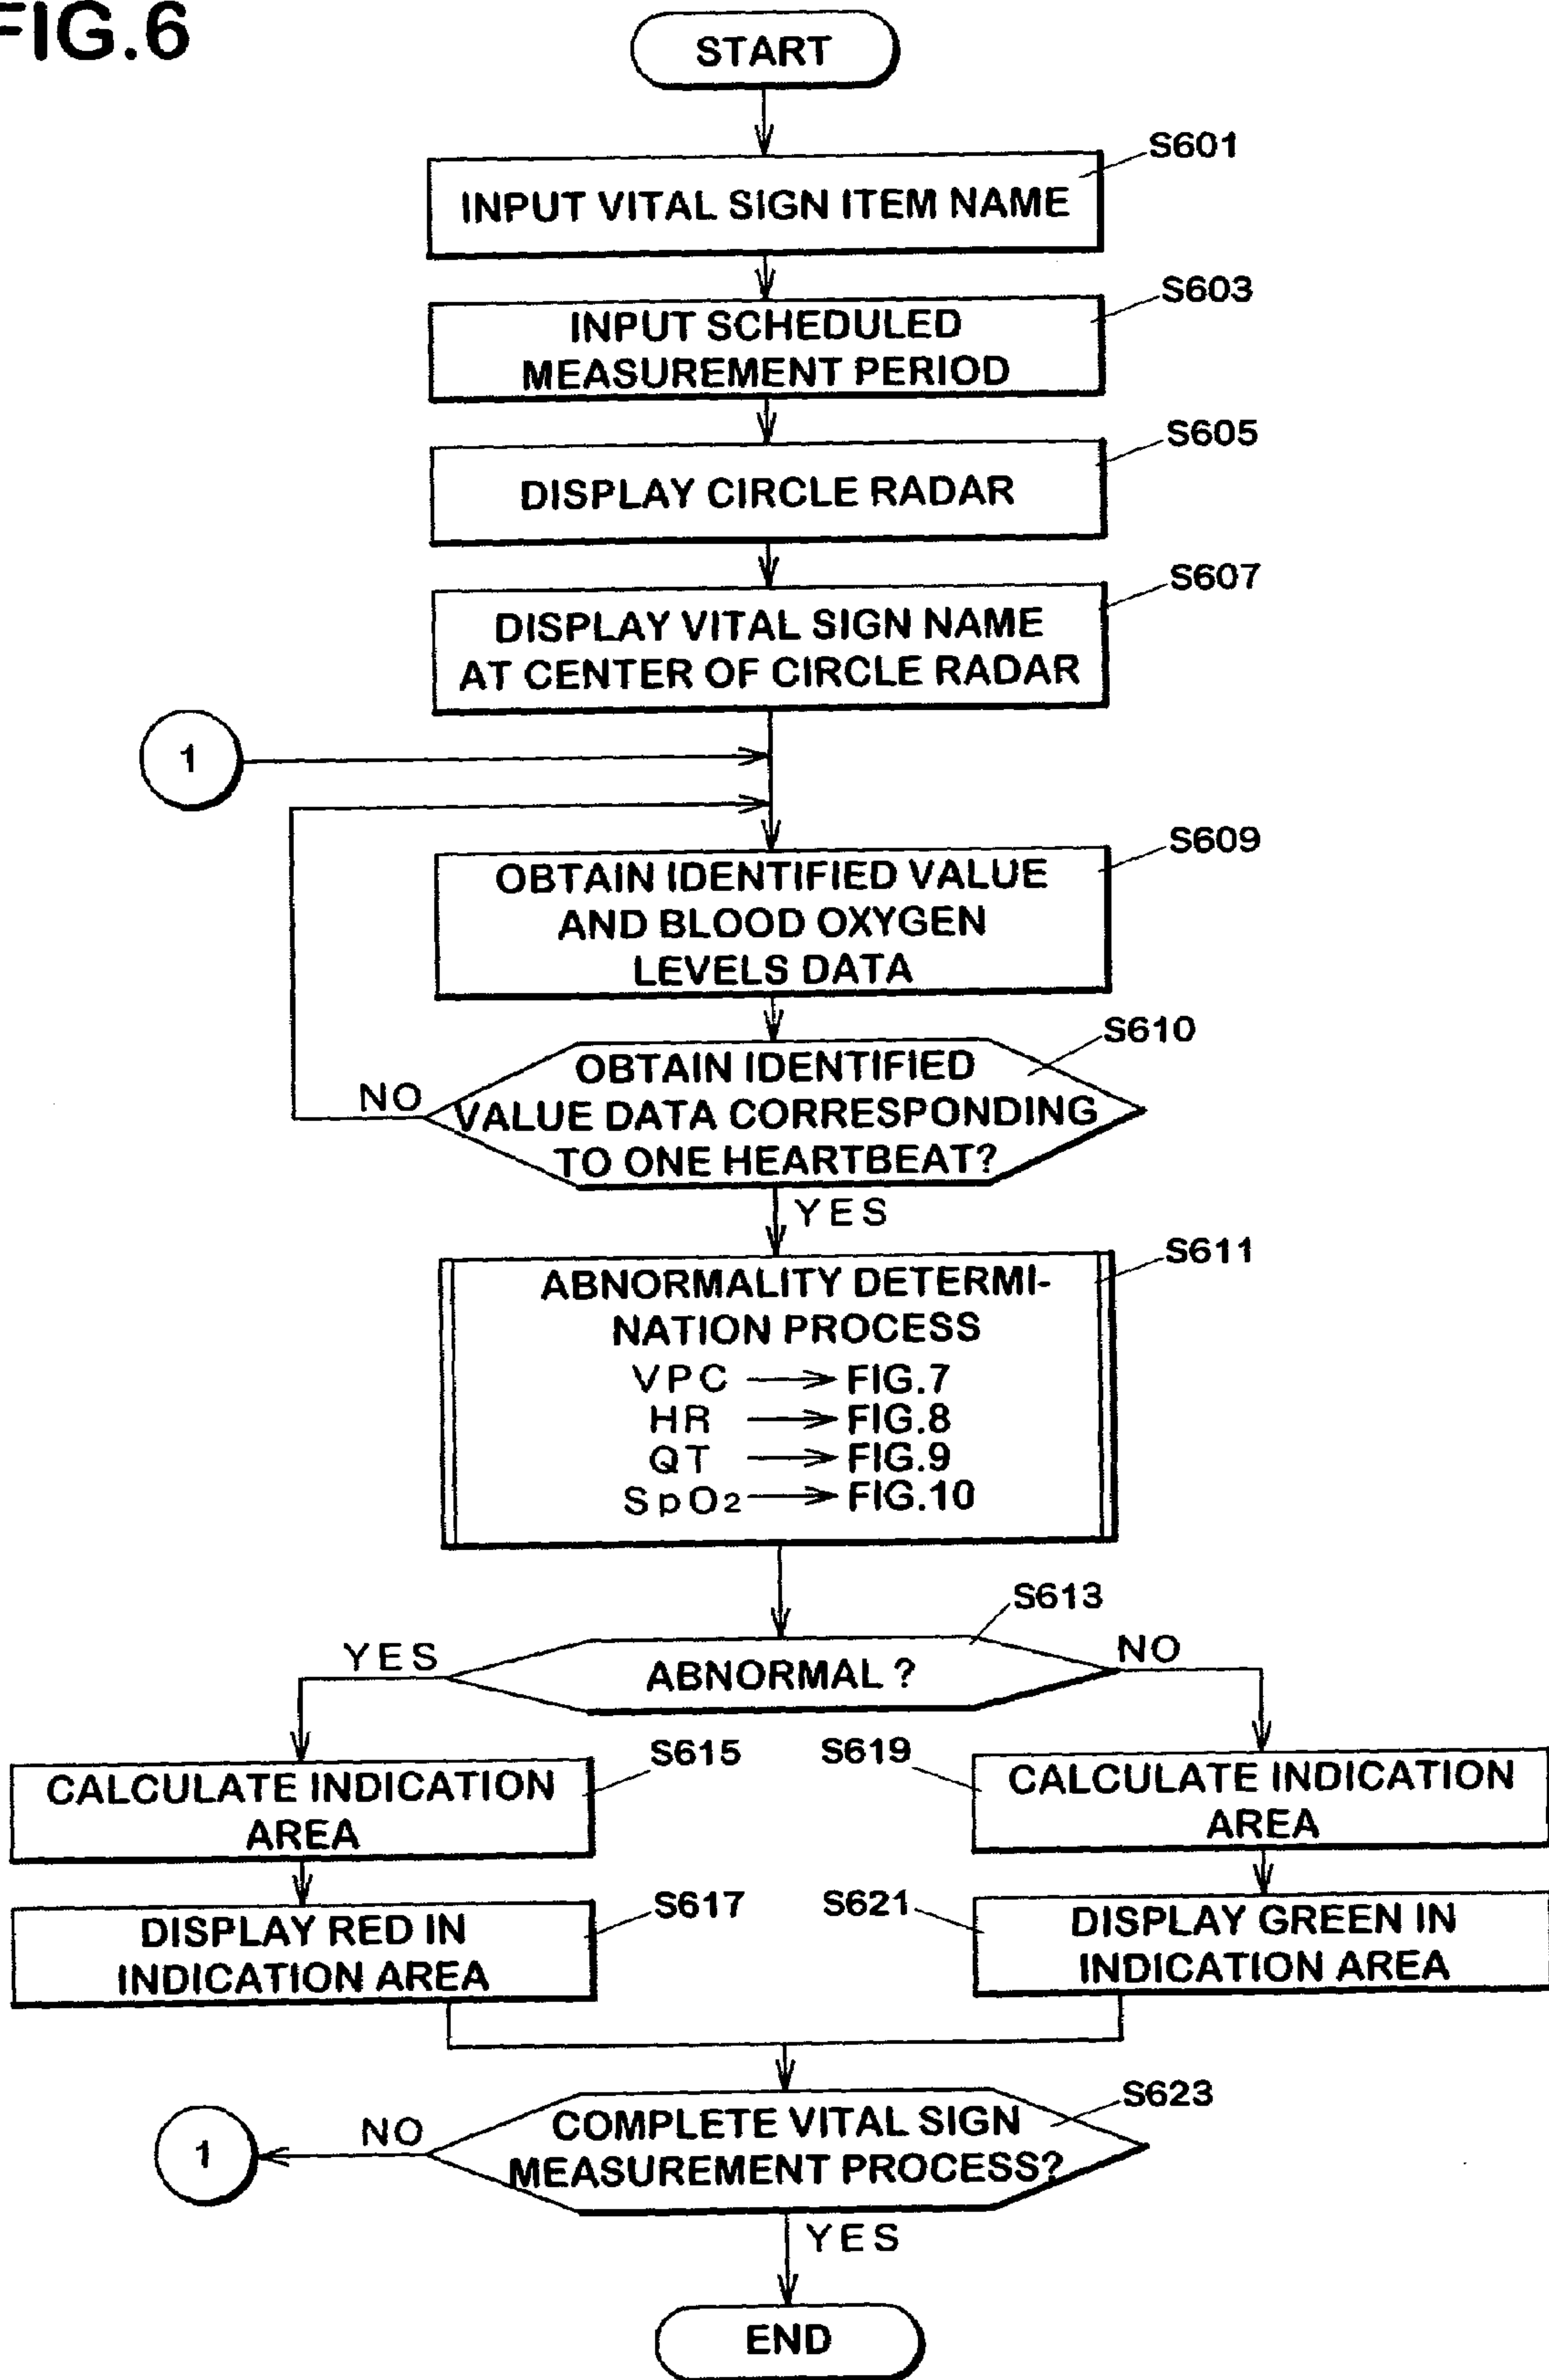 FIG.6
START
S601
INPUT VITAL SIGN ITEM NAME
S603
INPUT SCHEDULED
MEASUREMENT PERIOD
S605
DISPLAY CIRCLE RADAR
S607
DISPLAY VITAL SIGN NAME
AT CENTER OF CIRCLE RADAR
1
S609
OBTAIN IDENTIFIED VALUE
AND BLOOD OXYGEN
LEVELS DATA
S610
OBTAIN IDENTIFIED
VALUE DATA CORRESPONDING
TO ONE HEARTBEAT?
NO
YES
S611
ABNORMALITY DETERMI-
NATION PROCESS
VPC → FIG.7
HR → FIG.8
QT → FIG.9
SpO2 → FIG.10
S613
ABNORMAL ?
YES
NO
S615
CALCULATE INDICATION
AREA
S619
CALCULATE INDICATION
AREA
S617
DISPLAY RED IN
INDICATION AREA
S621
DISPLAY GREEN IN
INDICATION AREA
S623
COMPLETE VITAL SIGN
MEASUREMENT PROCESS?
NO
1
YES
END